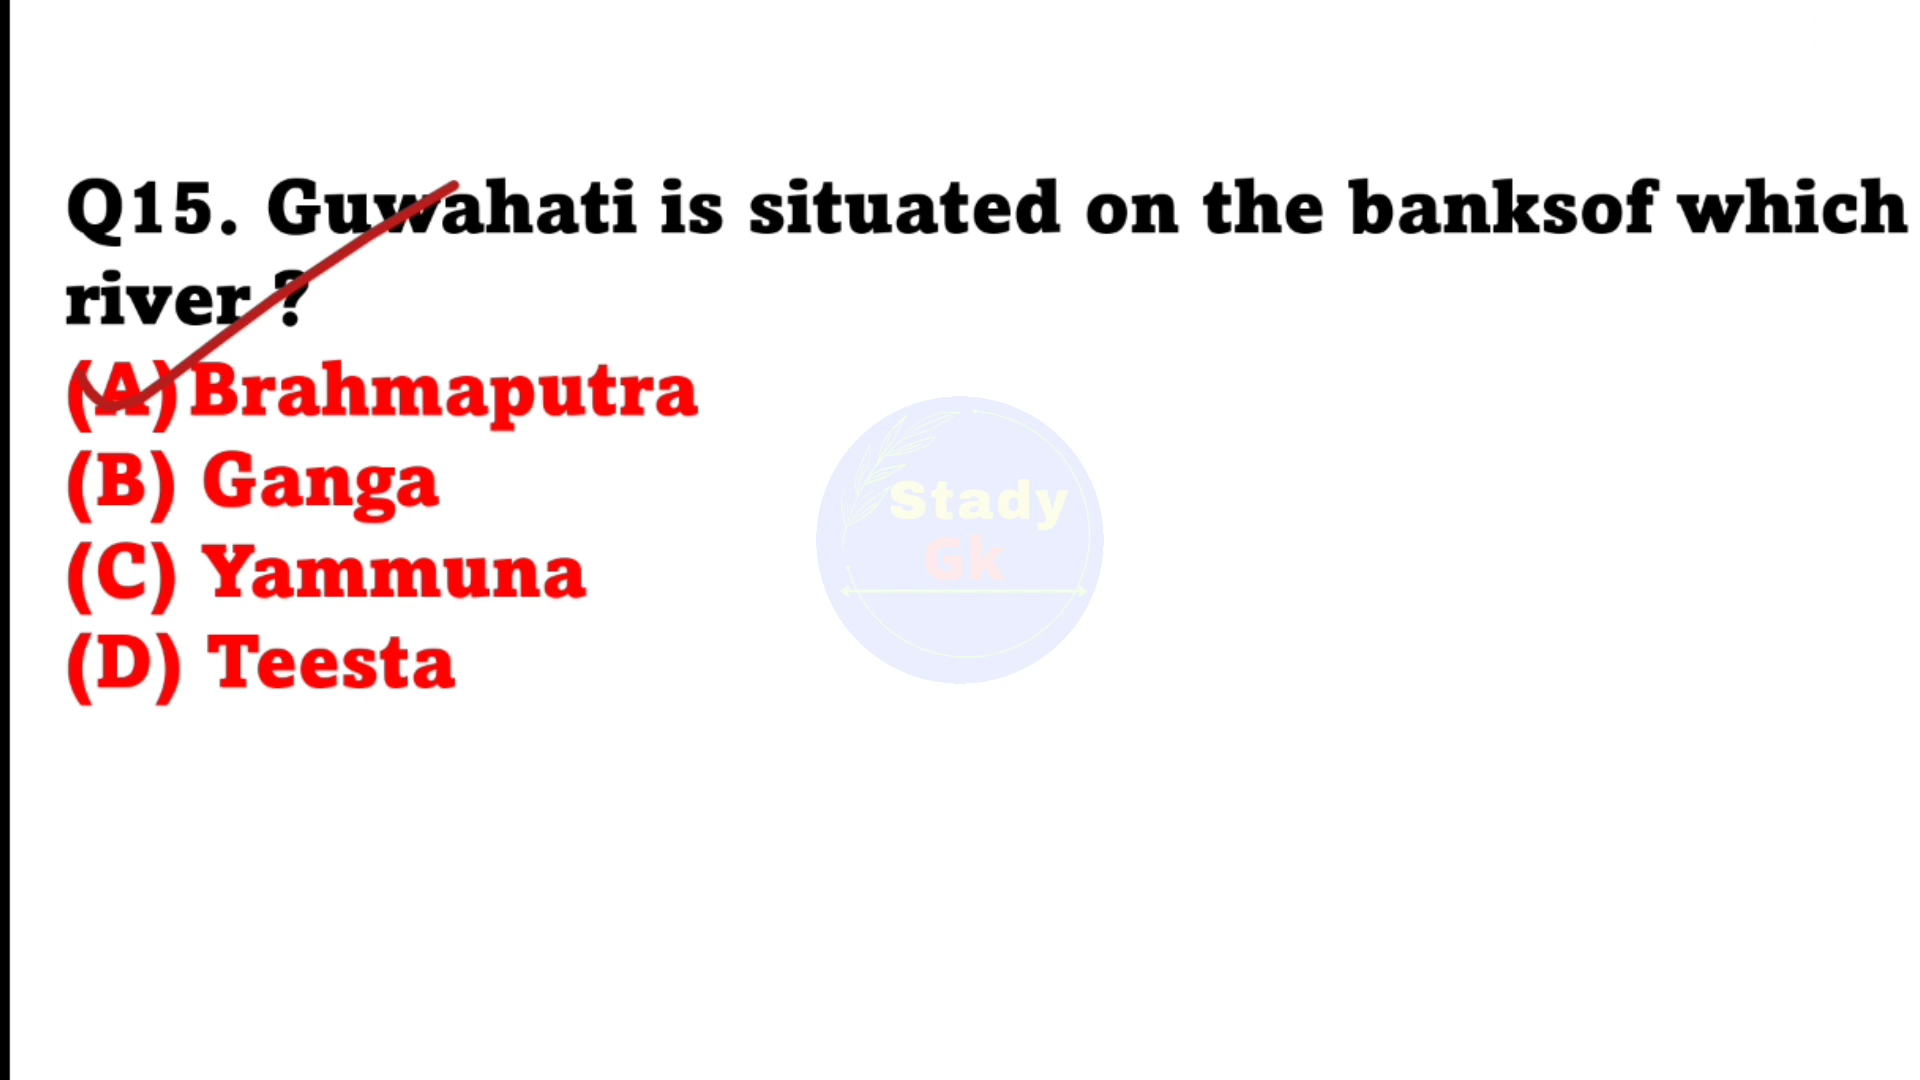 Q15. Guwahati is situated on the banksof which
river ?
(A)Brahmaputra
(B) Ganga
(C) Yammuna
(D) Teesta
Stady
Gk